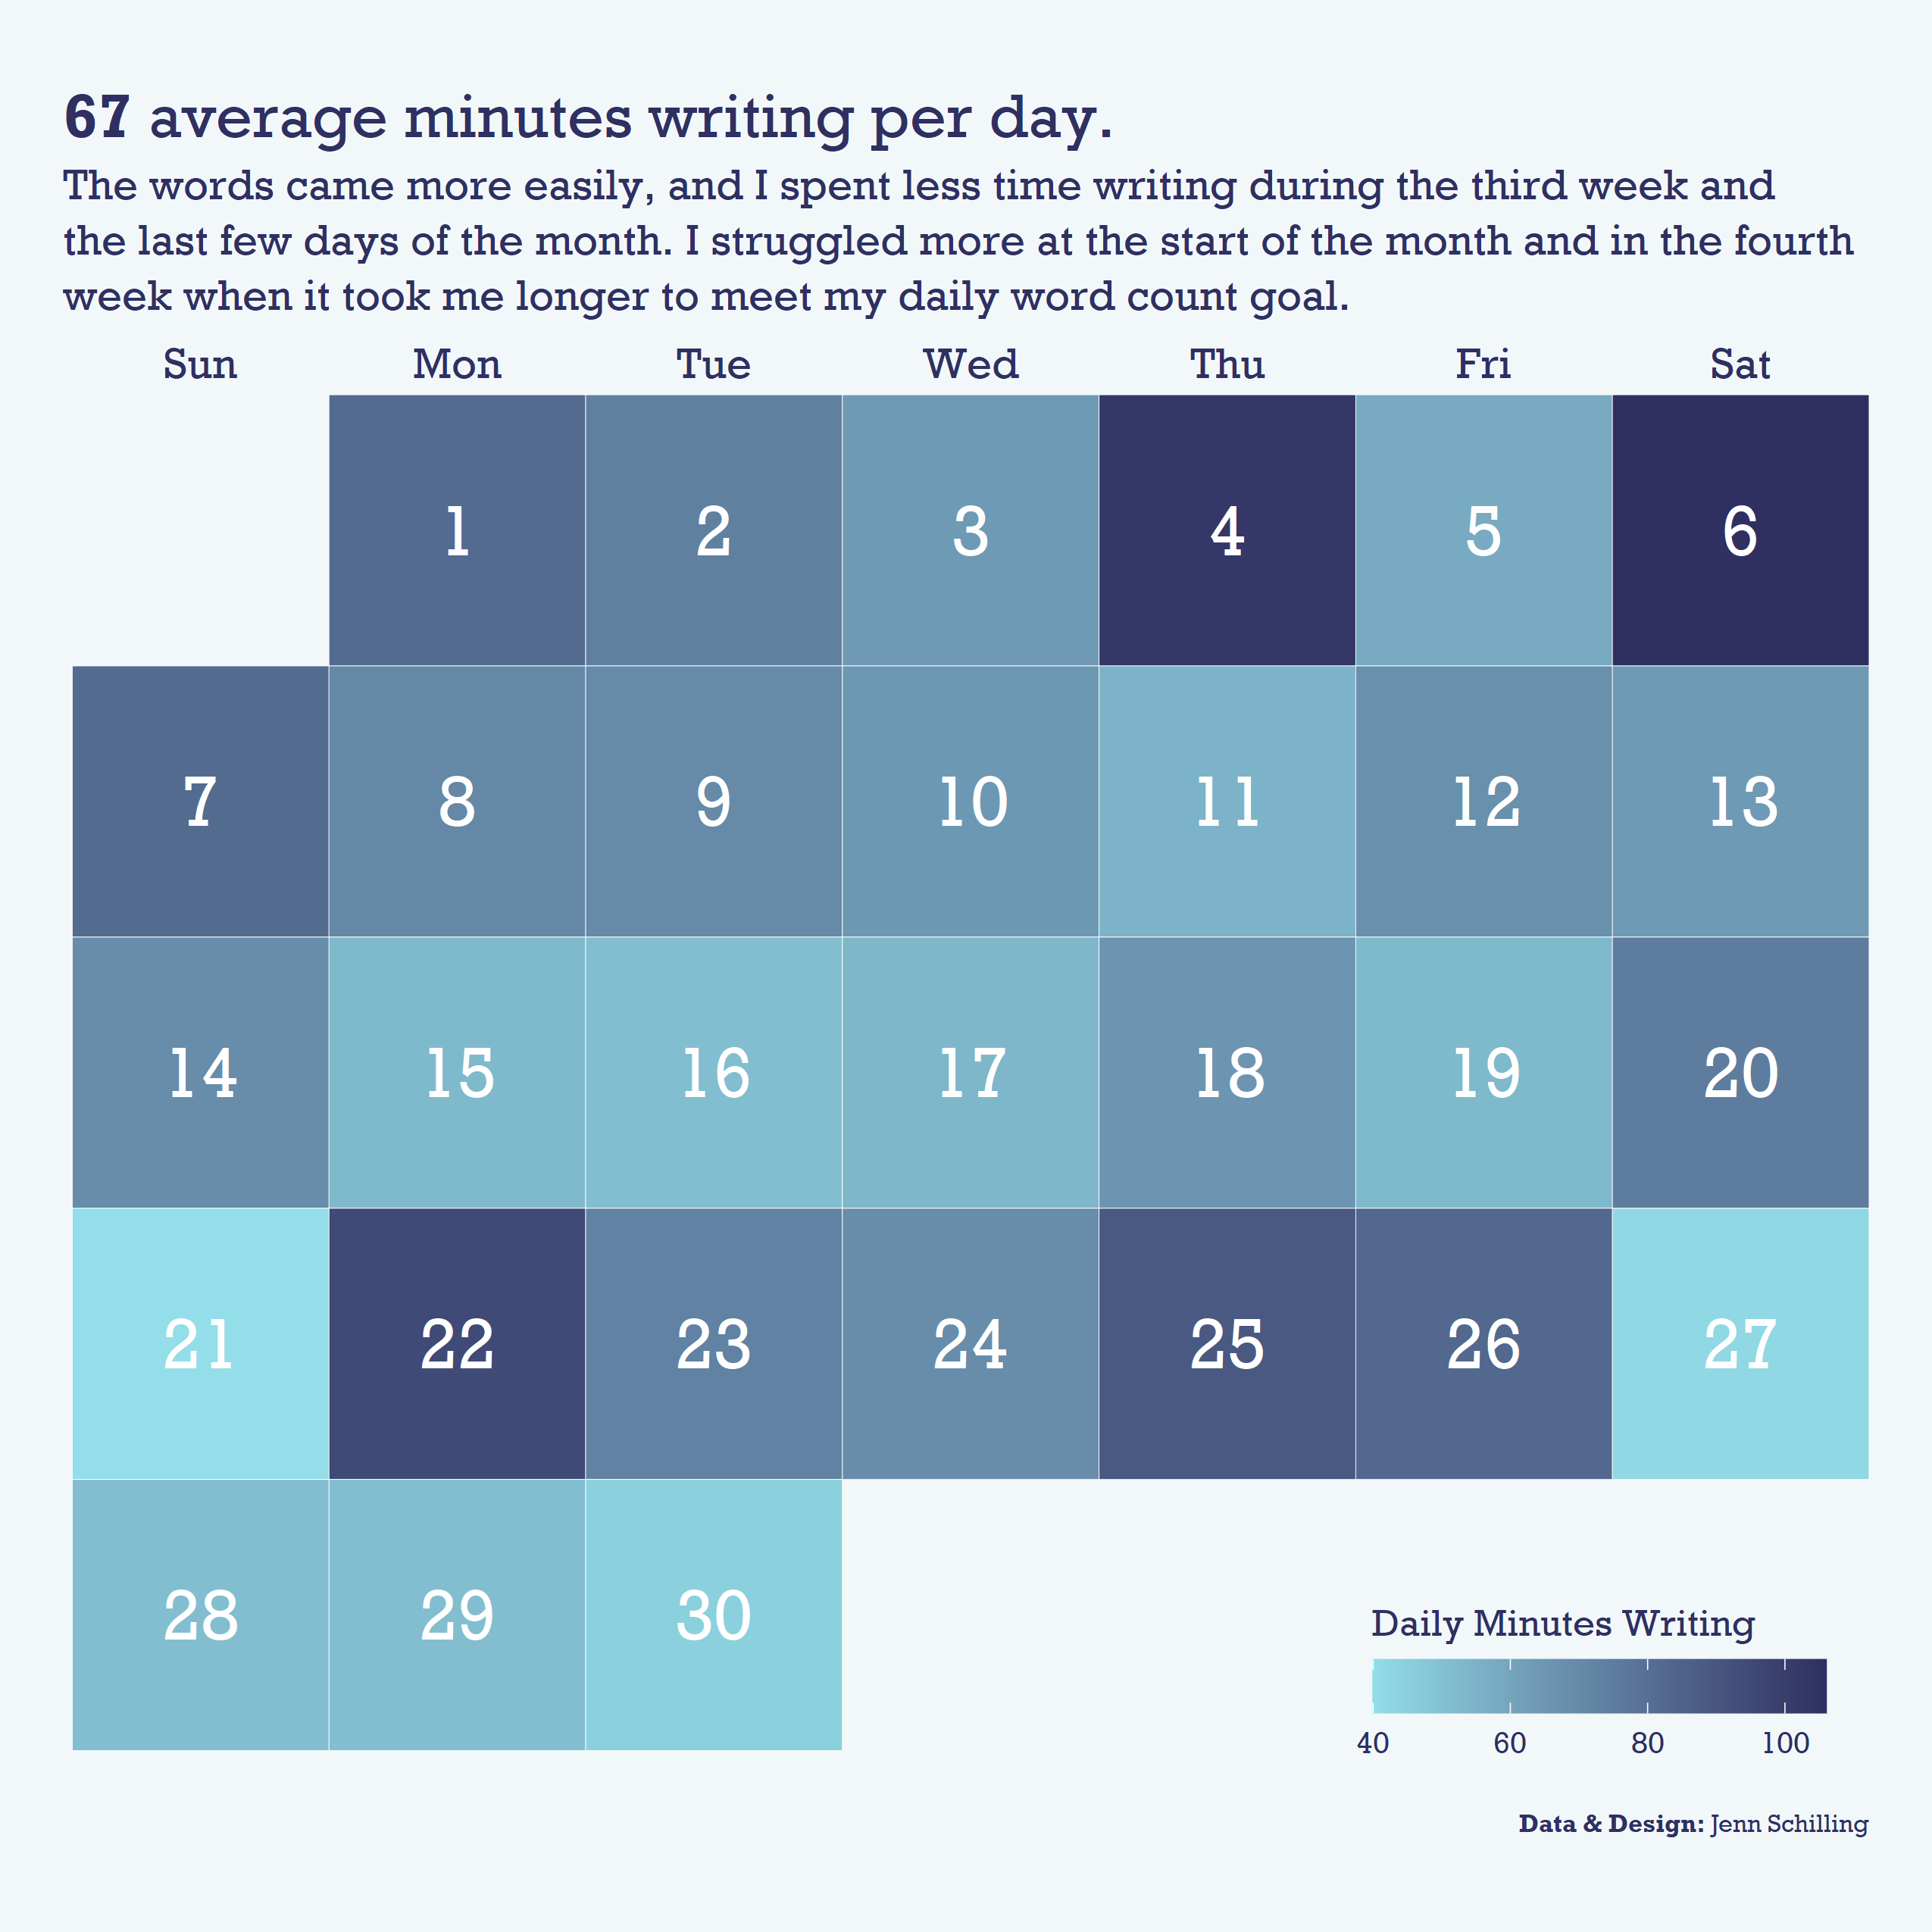 67 average minutes writing per day.
The words came more easily, and I spent less time writing during the third week and
the last few days of the month. I struggled more at the start of the month and in the fourth
week when it took me longer to meet my daily word count goal.
Sun Mon Tue Wed Thu Fri Sat
1 2 3 4 5 6
7 8 9 10 11 12 13
14 15 16 17 18 19 20
21 22 23 24 25 26 27
28 29 30
Daily Minutes Writing
40 60 80 100
Data & Design: Jenn Schilling